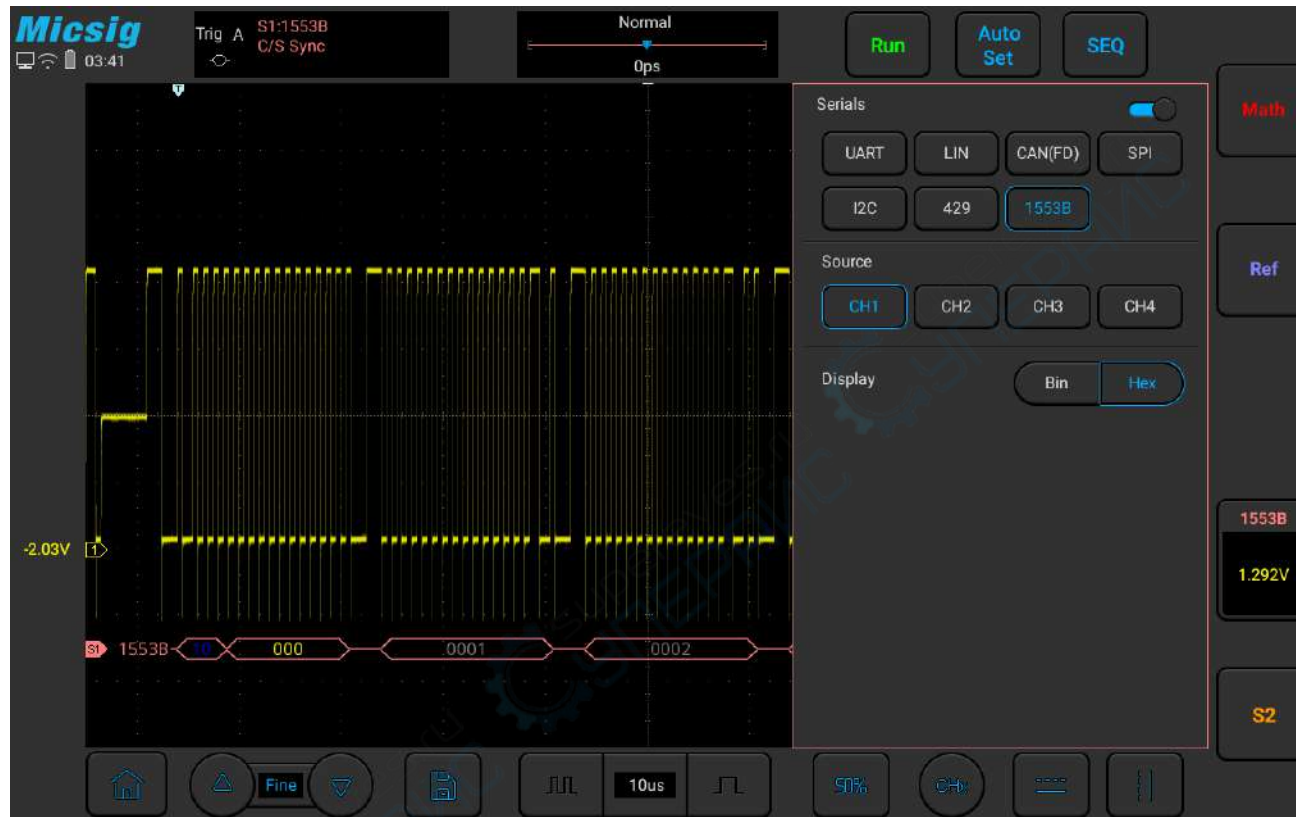 Micsig
03:41
Trig A S1:1553B
C/S Sync
Normal
0ps
Run
Auto
Set
SEQ
T
Serials
UART LIN CAN(FD) SPI
I2C 429 1553B
Source
CH1 CH2 CH3 CH4
Display Bin Hex
Math
Ref
1553B
1.292V
S2
-2.03V 1
S1 1553B 10 000 0001 0002
Fine
10us
50%
СУПЕРАЙС